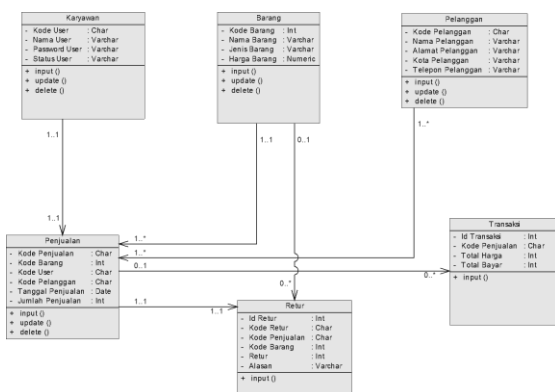 Karyawan
- Kode User : Char
- Nama User : Varchar
- Password User : Varchar
- Status User : Varchar
+ input ()
+ update ()
+ delete ()
Barang
- Kode Barang : Int
- Nama Barang : Varchar
- Jenis Barang : Varchar
- Harga Barang : Numeric
+ input ()
+ update ()
+ delete ()
Pelanggan
- Kode Pelanggan : Char
- Nama Pelanggan : Varchar
- Alamat Pelanggan : Varchar
- Kota Pelanggan : Varchar
- Telepon Pelanggan : Varchar
+ input ()
+ update ()
+ delete ()
1..1
1..1
0..1
1..*
1..1
1..*
1..*
0..1
0..*
1..1
1..1
0..*
Penjualan
- Kode Penjualan : Char
- Kode Barang : Int
- Kode User : Char
- Kode Pelanggan : Char
- Tanggal Penjualan : Date
- Jumlah Penjualan : Int
+ input ()
+ update ()
+ delete ()
Transaksi
- Id Transaksi : Int
- Kode Penjualan : Char
- Total Harga : Int
- Total Bayar : Int
+ input ()
Retur
- Id Retur : Int
- Kode Retur : Char
- Kode Penjualan : Char
- Kode Barang : Int
- Retur : Int
- Alasan : Varchar
+ input ()